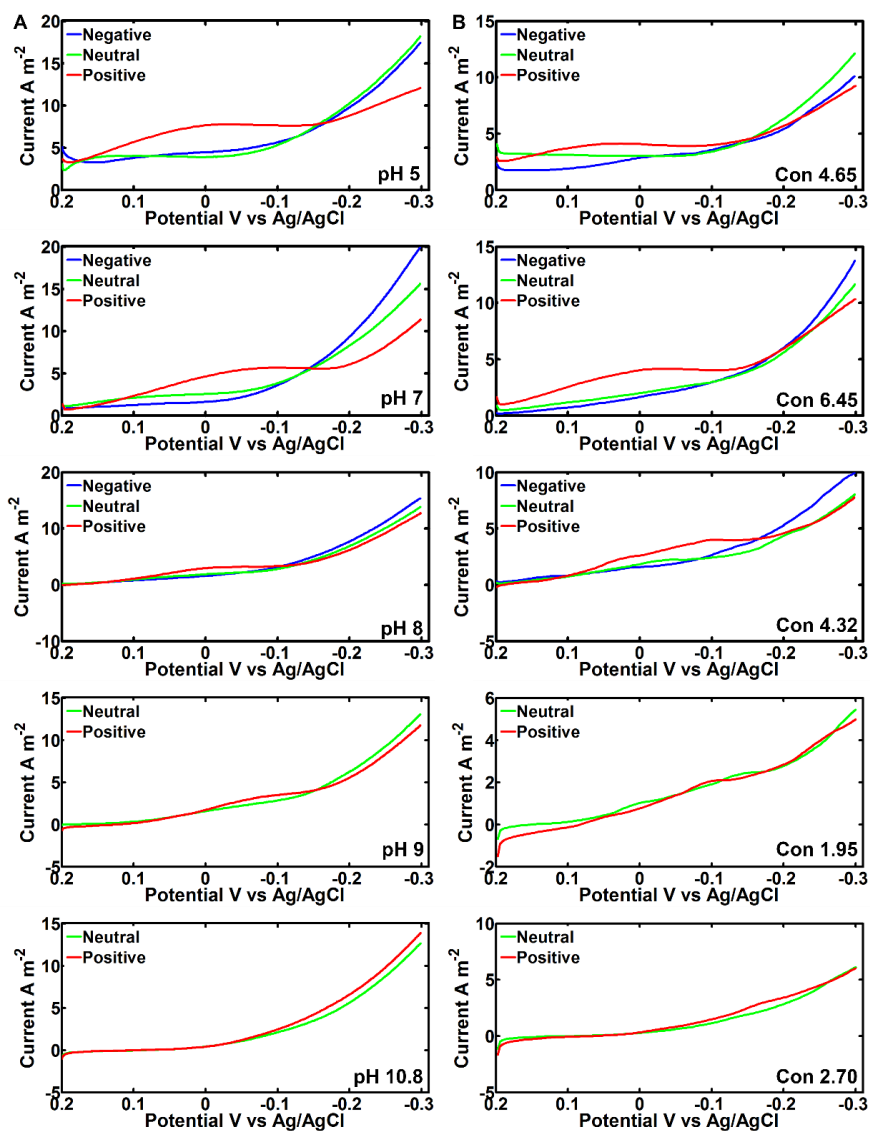 A
Current A m-2
20
15
10
5
0
Negative
Neutral
Positive
pH 5
0.2 0.1 0 -0.1 -0.2 -0.3
Potential V vs Ag/AgCl
B
Current A m-2
15
10
5
0
Negative
Neutral
Positive
Con 4.65
0.2 0.1 0 -0.1 -0.2 -0.3
Potential V vs Ag/AgCl
Current A m-2
20
15
10
5
0
Negative
Neutral
Positive
pH 7
0.2 0.1 0 -0.1 -0.2 -0.3
Potential V vs Ag/AgCl
Current A m-2
15
10
5
0
Negative
Neutral
Positive
Con 6.45
0.2 0.1 0 -0.1 -0.2 -0.3
Potential V vs Ag/AgCl
Current A m-2
20
10
0
-10
Negative
Neutral
Positive
pH 8
0.2 0.1 0 -0.1 -0.2 -0.3
Potential V vs Ag/AgCl
Current A m-2
10
5
0
-5
Negative
Neutral
Positive
Con 4.32
0.2 0.1 0 -0.1 -0.2 -0.3
Potential V vs Ag/AgCl
Current A m-2
15
10
5
0
-5
Neutral
Positive
pH 9
0.2 0.1 0 -0.1 -0.2 -0.3
Potential V vs Ag/AgCl
Current A m-2
6
4
2
0
-2
Neutral
Positive
Con 1.95
0.2 0.1 0 -0.1 -0.2 -0.3
Potential V vs Ag/AgCl
Current A m-2
15
10
5
0
-5
Neutral
Positive
pH 10.8
0.2 0.1 0 -0.1 -0.2 -0.3
Potential V vs Ag/AgCl
Current A m-2
10
5
0
-5
Neutral
Positive
Con 2.70
0.2 0.1 0 -0.1 -0.2 -0.3
Potential V vs Ag/AgCl